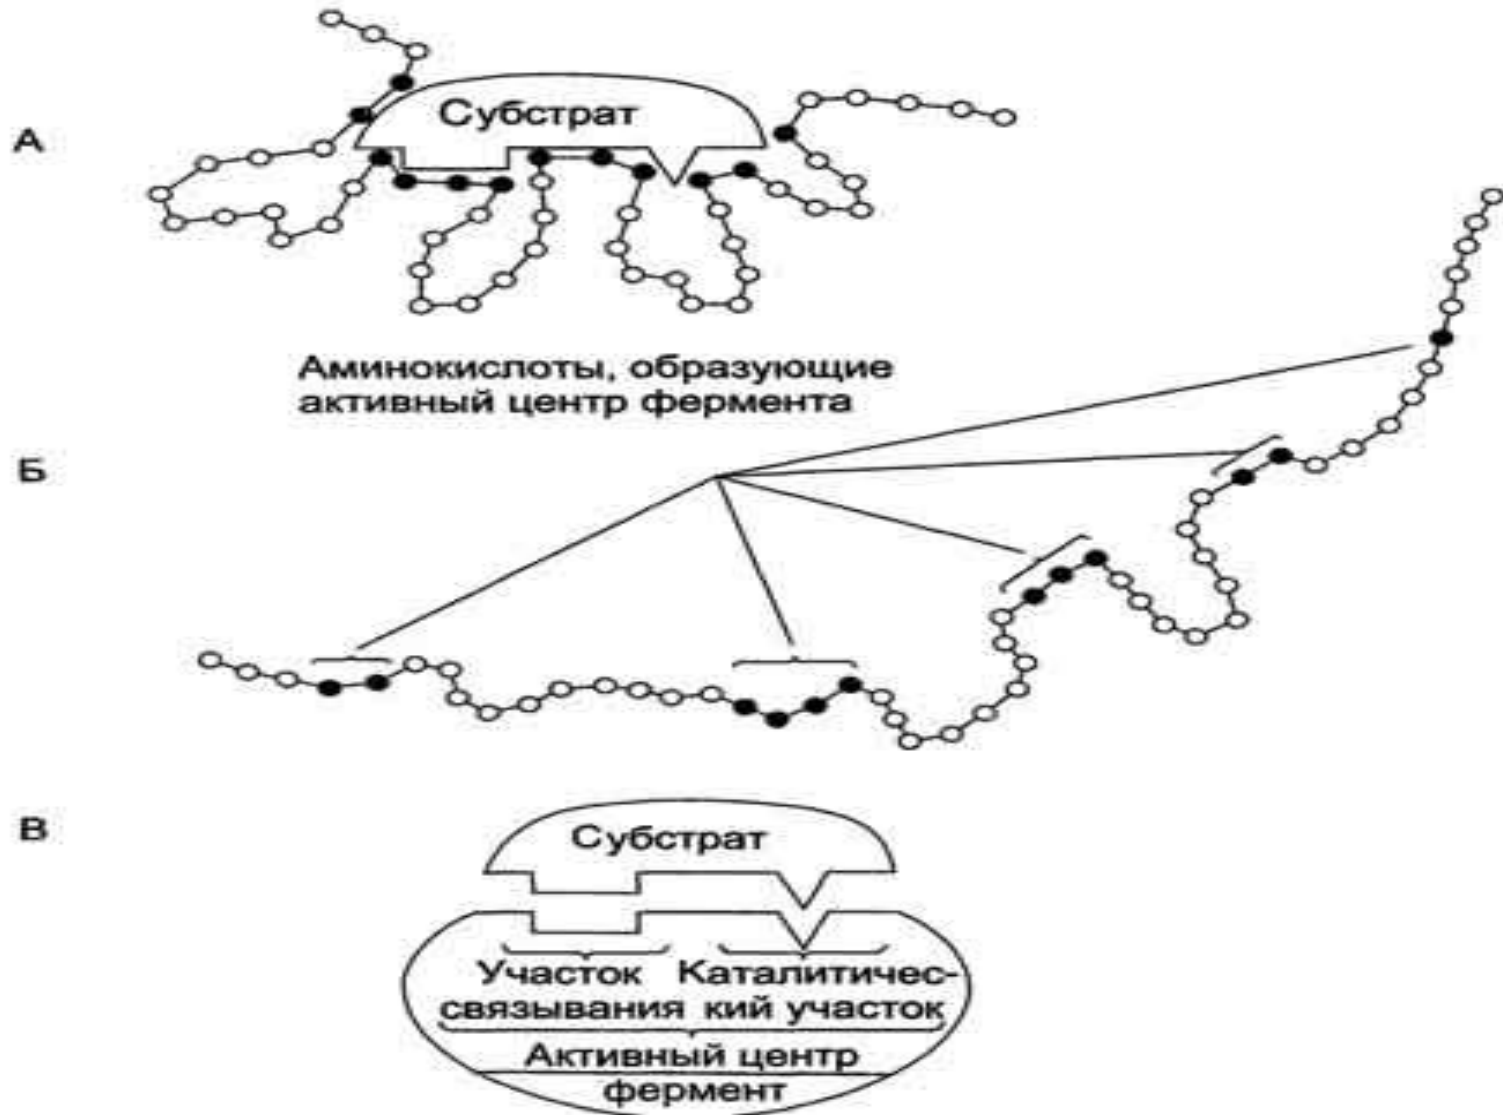 А
Субстрат
Аминокислоты, образующие
активный центр фермента
Б
В
Субстрат
Участок Каталитичес-
связывания кий участок
Активный центр
фермент